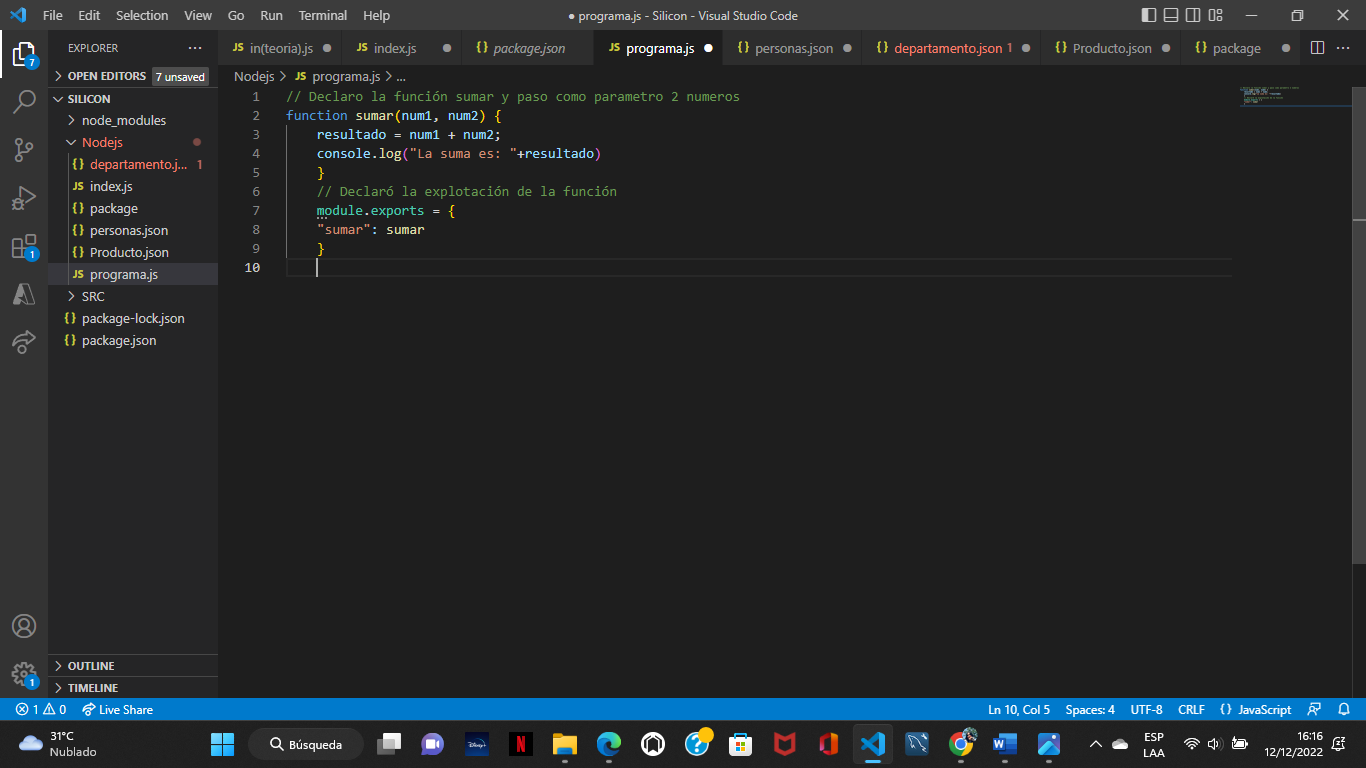 File Edit Selection View Go Run Terminal Help ● programa.js - Silicon - Visual Studio Code
EXPLORER ···
JS in(teoria).js ● JS index.js ● {} package.json JS programa.js ● {} personas.json ● {} departamento.json 1 ● {} Producto.json ● {} package ● ···
7
> OPEN EDITORS 7 unsaved
Nodejs > JS programa.js > ...
SILICON
node_modules
Nodejs
{} departamento.j... 1
JS index.js
{} package
{} personas.json
{} Producto.json
JS programa.js
SRC
{} package-lock.json
{} package.json
1 // Declaro la función sumar y paso como parametro 2 numeros
2 function sumar(num1, num2) {
3 resultado = num1 + num2;
4 console.log("La suma es: "+resultado)
5 }
6 // Declaró la explotación de la función
7 module.exports = {
8 "sumar": sumar
9 }
10
1
1
OUTLINE
TIMELINE
1 0 Live Share Ln 10, Col 5 Spaces: 4 UTF-8 CRLF {} JavaScript
31°C
Nublado
Búsqueda
Disney+
N
W
ESP
LAA
16:16
12/12/2022